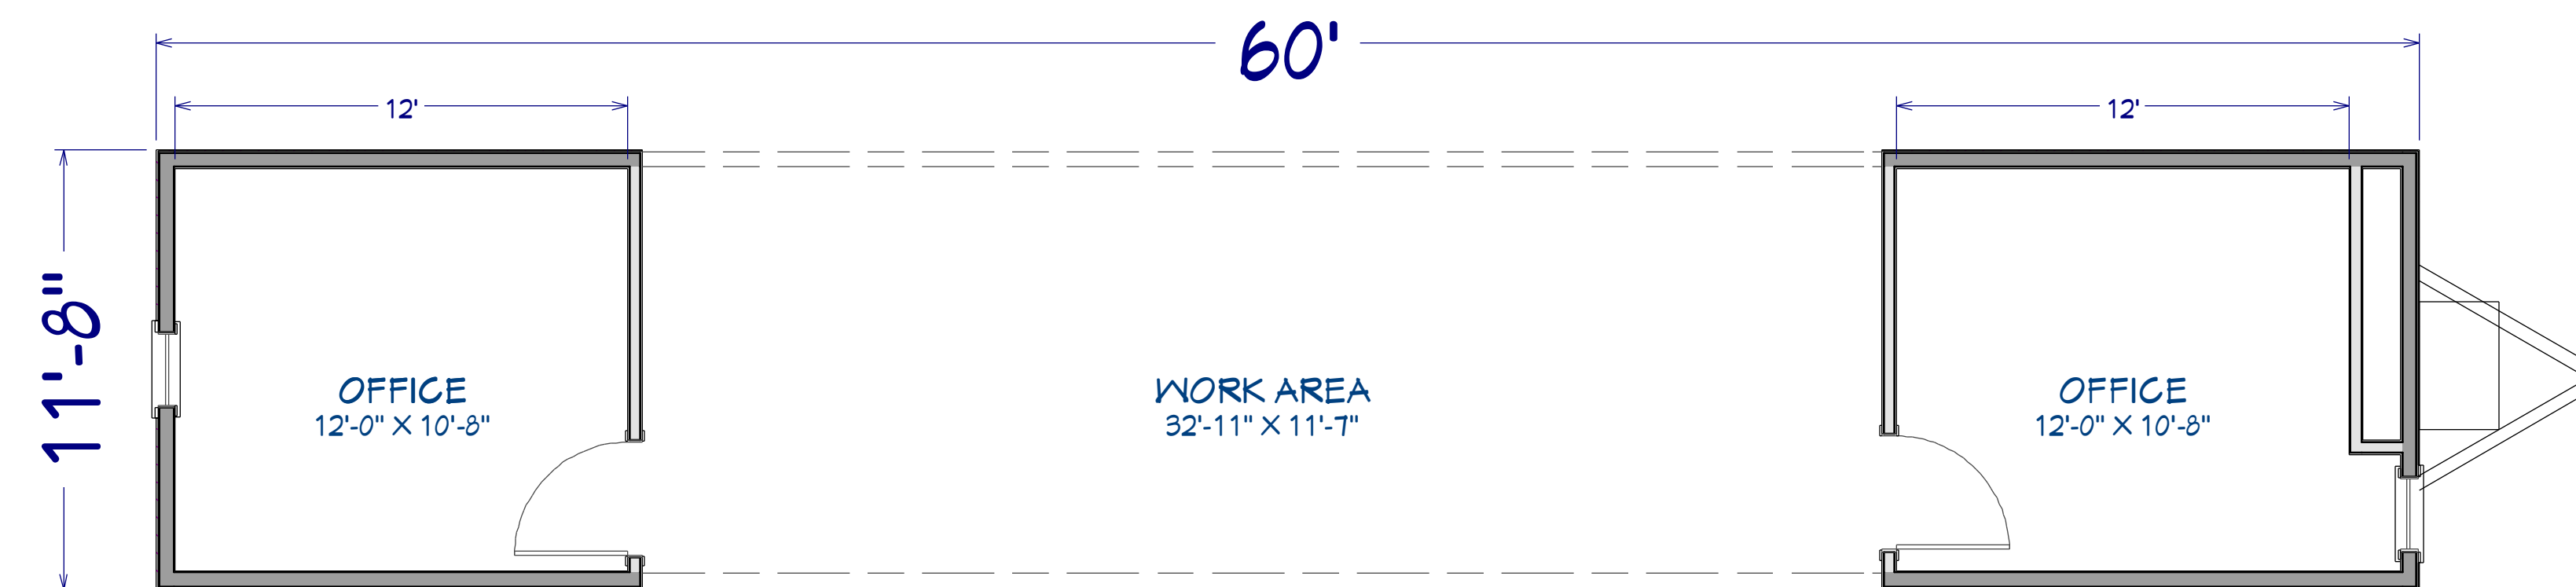 60'
12'
12'
11'-8"
OFFICE
12'-0" X 10'-8"
WORK AREA
32'-11" X 11'-7"
OFFICE
12'-0" X 10'-8"